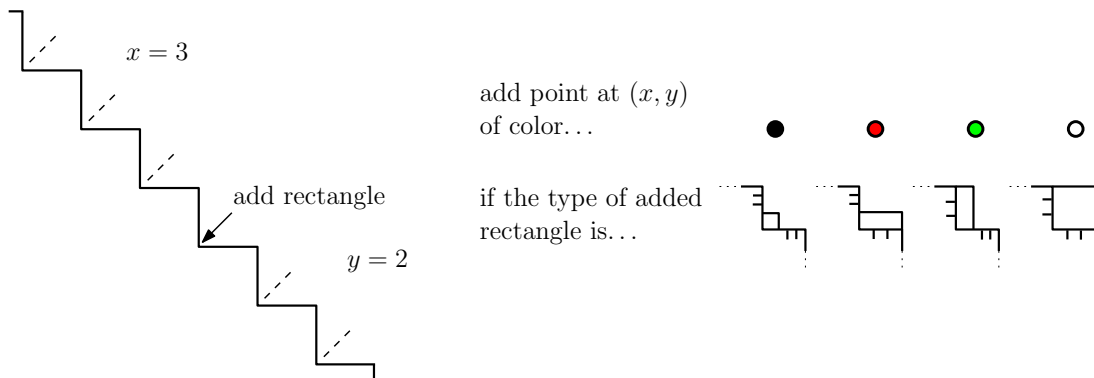 x = 3
add rectangle
y = 2
add point at (x, y)
of color...
if the type of added
rectangle is...